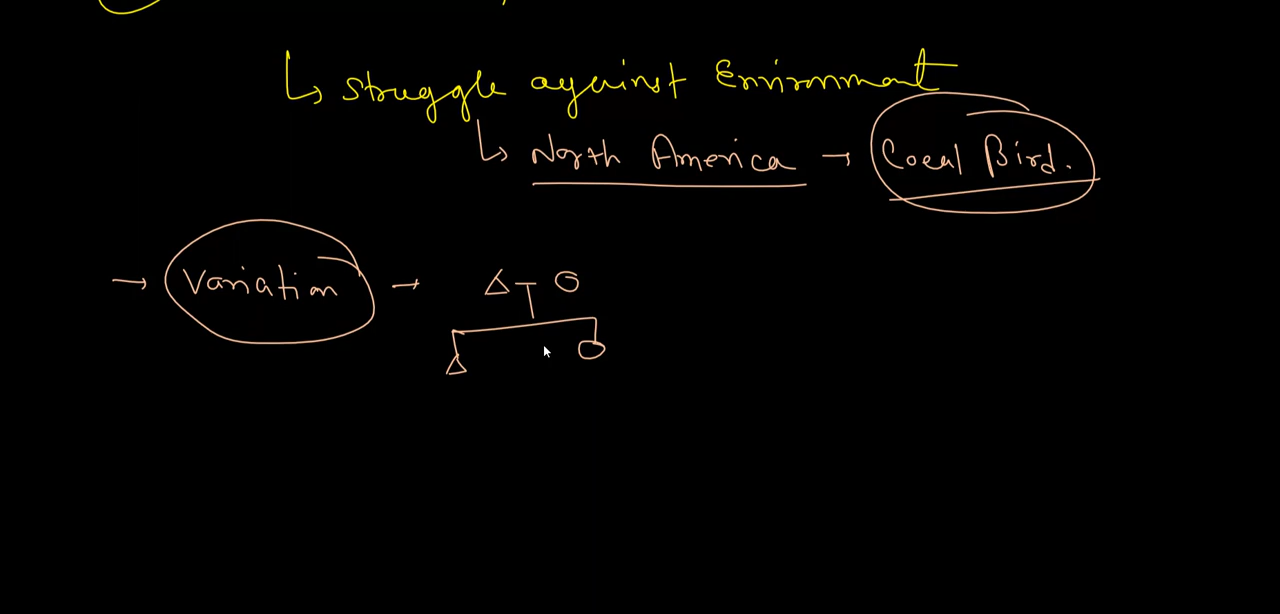 ↳ Struggle against Environment
↳ North America → Coeal Bird.
→ Variation →